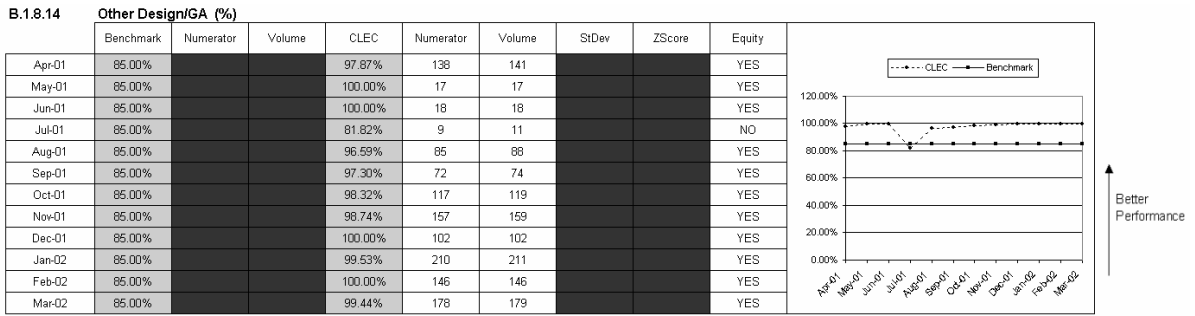 B.1.8.14 Other Design/GA (%)
Benchmark Numerator Volume CLEC Numerator Volume StDev ZScore Equity
Apr-01 85.00% 97.87% 138 141 YES
May-01 85.00% 100.00% 17 17 YES
Jun-01 85.00% 100.00% 18 18 YES
Jul-01 85.00% 81.82% 9 11 NO
Aug-01 85.00% 96.59% 85 88 YES
Sep-01 85.00% 97.30% 72 74 YES
Oct-01 85.00% 98.32% 117 119 YES
Nov-01 85.00% 98.74% 157 159 YES
Dec-01 85.00% 100.00% 102 102 YES
Jan-02 85.00% 99.53% 210 211 YES
Feb-02 85.00% 100.00% 146 146 YES
Mar-02 85.00% 99.44% 178 179 YES
CLEC Benchmark
120.00%
100.00%
80.00%
60.00%
40.00%
20.00%
0.00%
Apr-01 May-01 Jun-01 Jul-01 Aug-01 Sep-01 Oct-01 Nov-01 Dec-01 Jan-02 Feb-02 Mar-02
Better
Performance